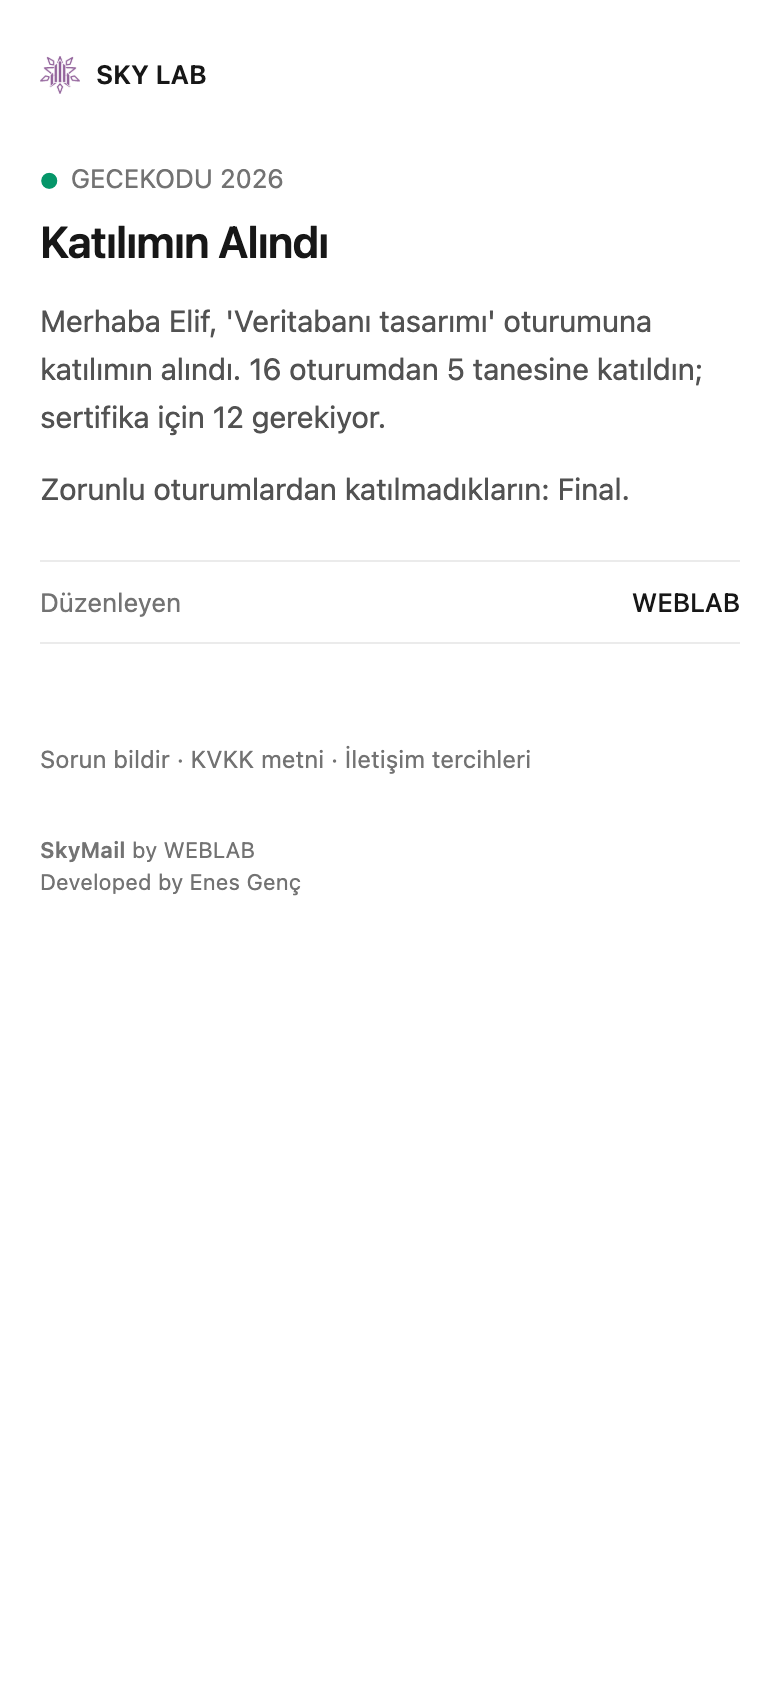 SKY LAB
GECEKODU 2026
Katılımın Alındı
Merhaba Elif, 'Veritabanı tasarımı' oturumuna
katılımın alındı. 16 oturumdan 5 tanesine katıldın;
sertifika için 12 gerekiyor.
Zorunlu oturumlardan katılmadıkların: Final.
Düzenleyen WEBLAB
Sorun bildir · KVKK metni · İletişim tercihleri
SkyMail by WEBLAB
Developed by Enes Genç